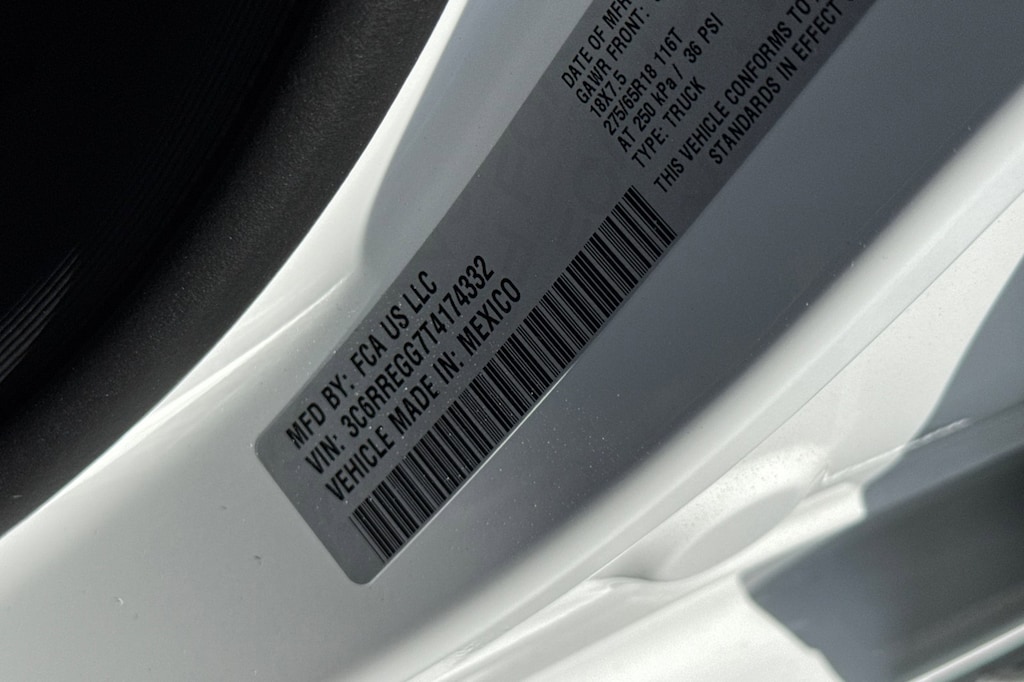 MFD BY: FCA US LLC
VIN: 3C6RREGG7T4174332
VEHICLE MADE IN: MEXICO
DATE OF MFR
GAWR FRONT:
18X7.5
275/65R18 116T
AT 250 kPa / 36 PSI
TYPE: TRUCK
THIS VEHICLE CONFORMS TO
STANDARDS IN EFFECT